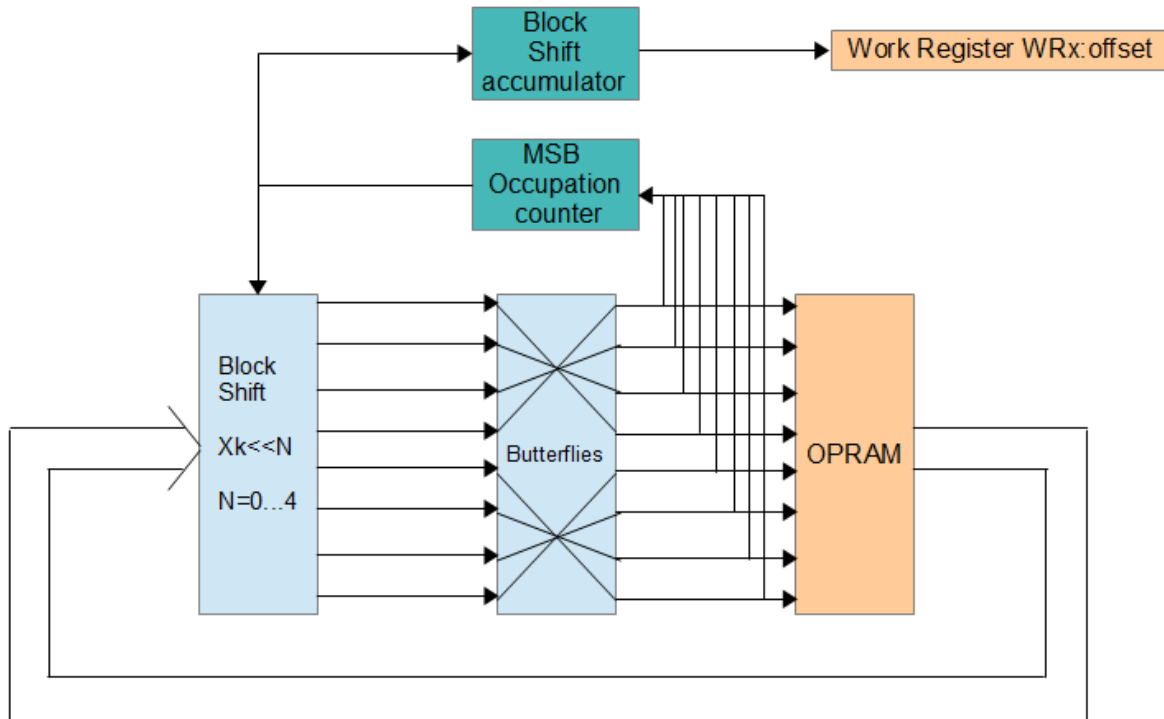 Block
Shift
accumulator
Work Register WRx:offset
MSB
Occupation
counter
Block
Shift
Xk<<N
N=0...4
Butterflies
OPRAM